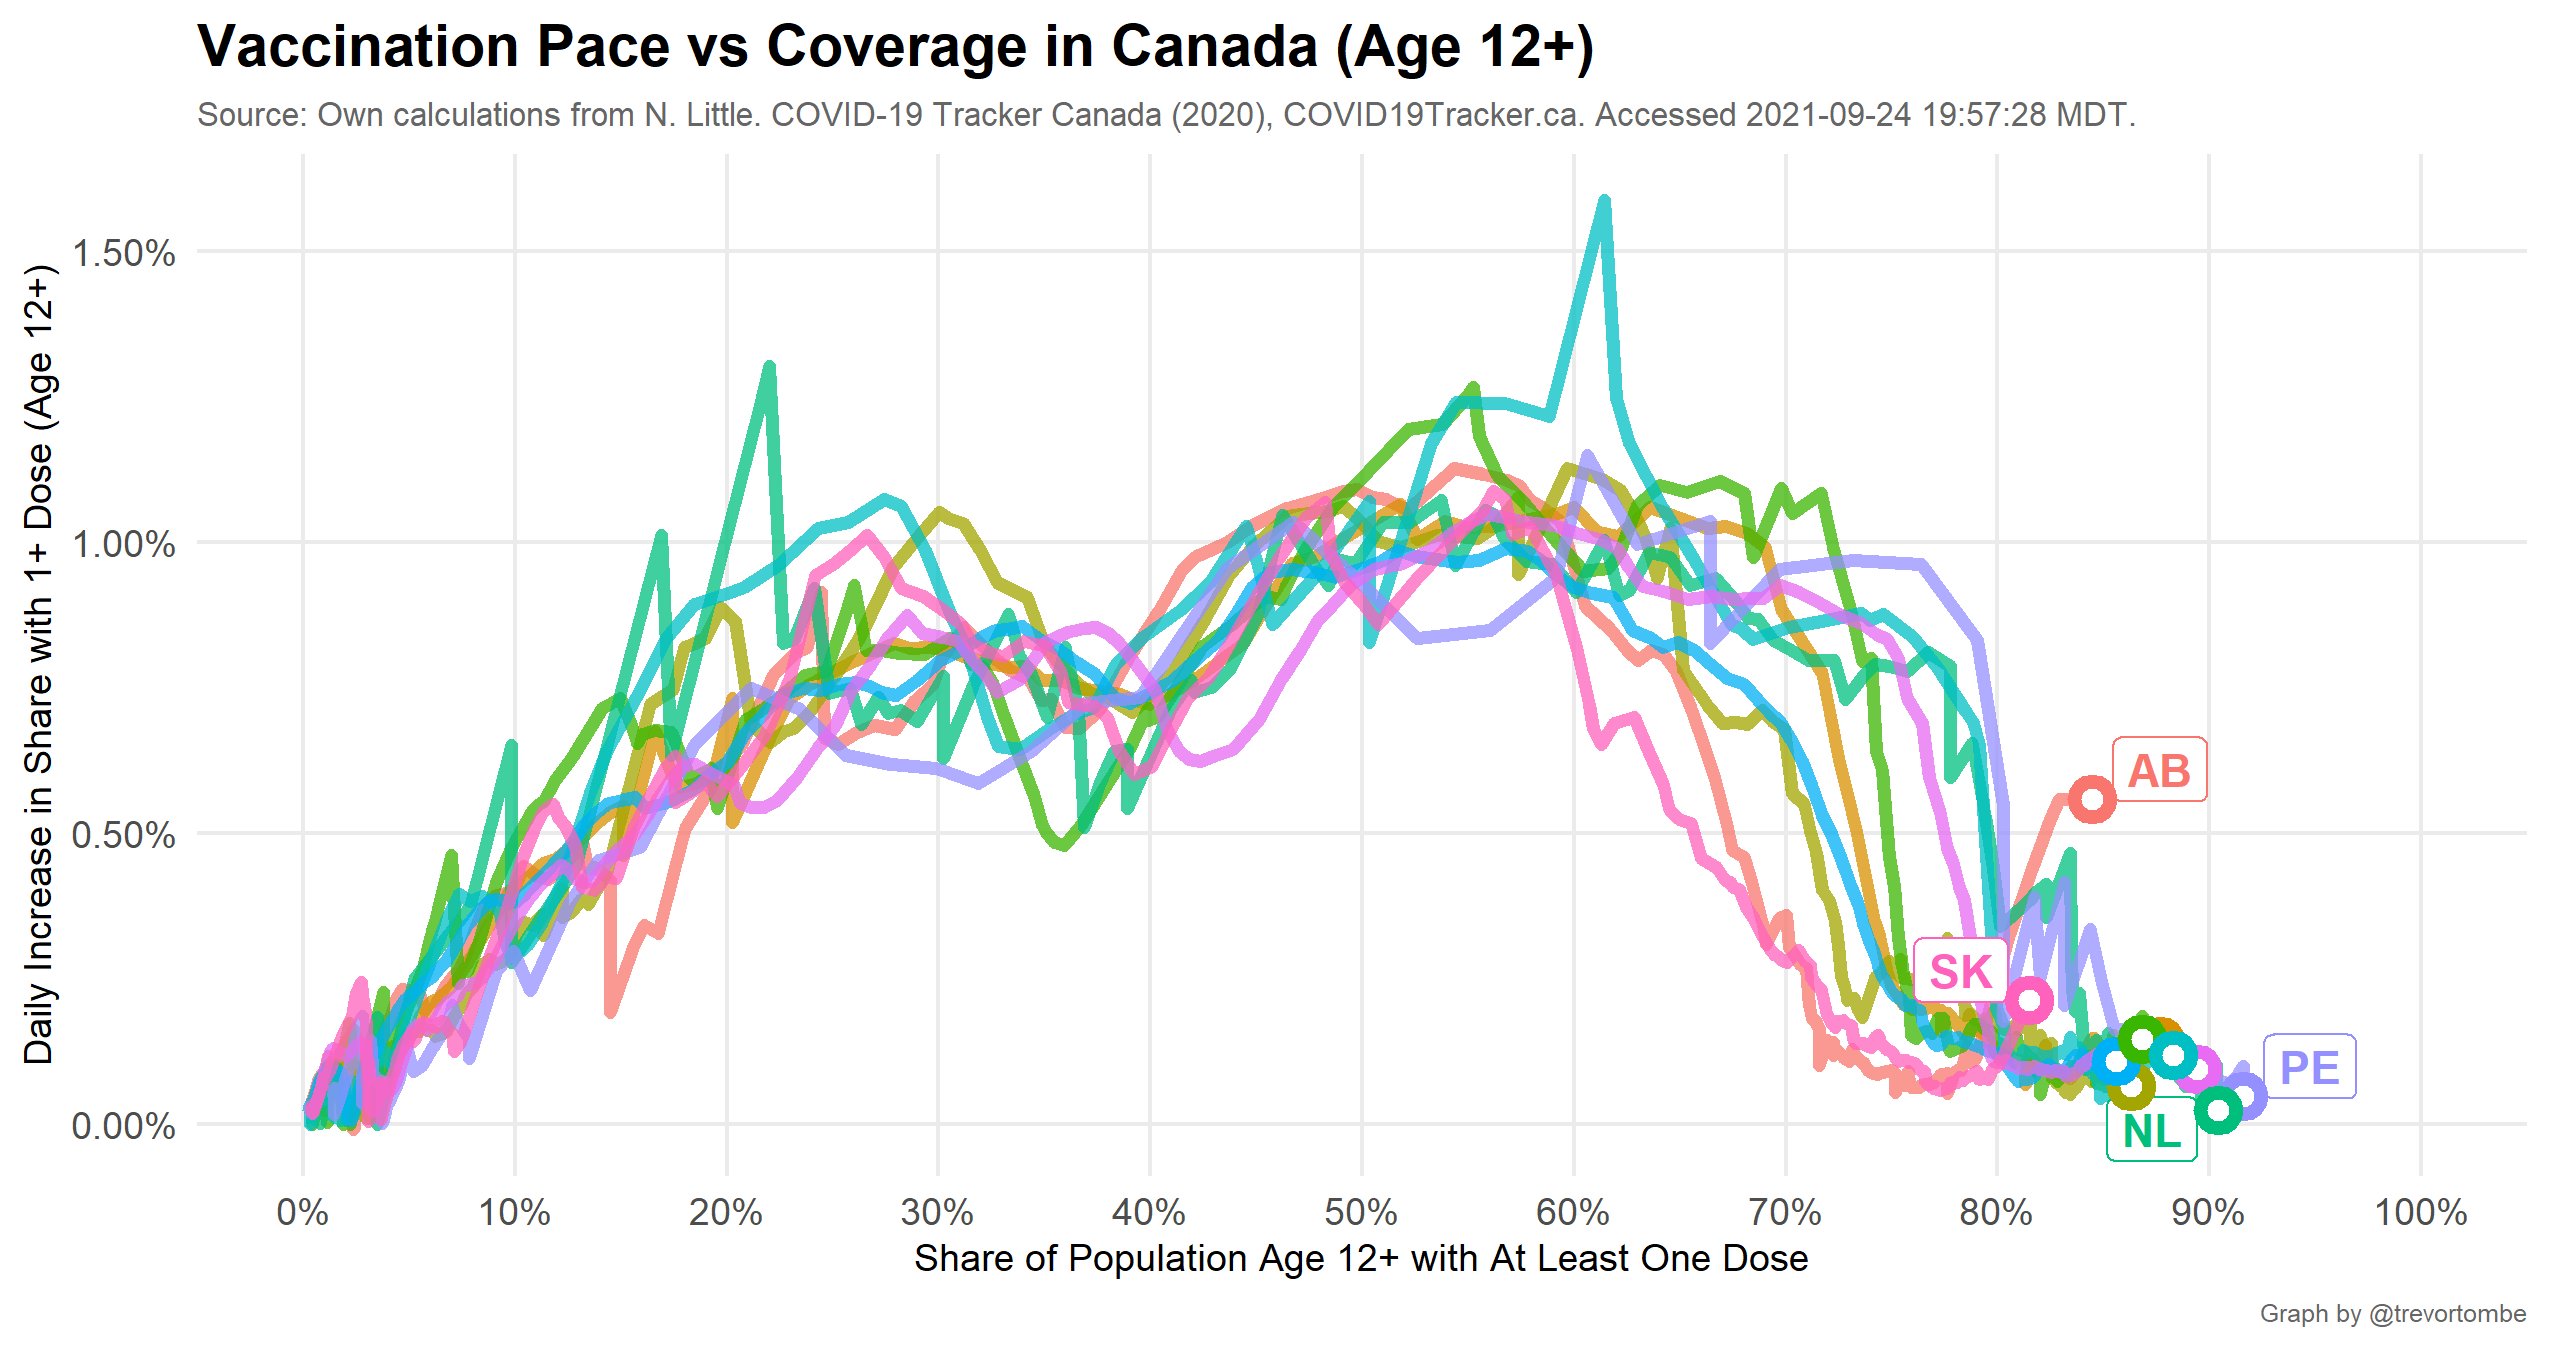 Vaccination Pace vs Coverage in Canada (Age 12+)
Source: Own calculations from N. Little. COVID-19 Tracker Canada (2020), COVID19Tracker.ca. Accessed 2021-09-24 19:57:28 MDT.
Daily Increase in Share with 1+ Dose (Age 12+)
1.50%
1.00%
0.50%
0.00%
AB
SK
PE
NL
0% 10% 20% 30% 40% 50% 60% 70% 80% 90% 100%
Share of Population Age 12+ with At Least One Dose
Graph by @trevortombe